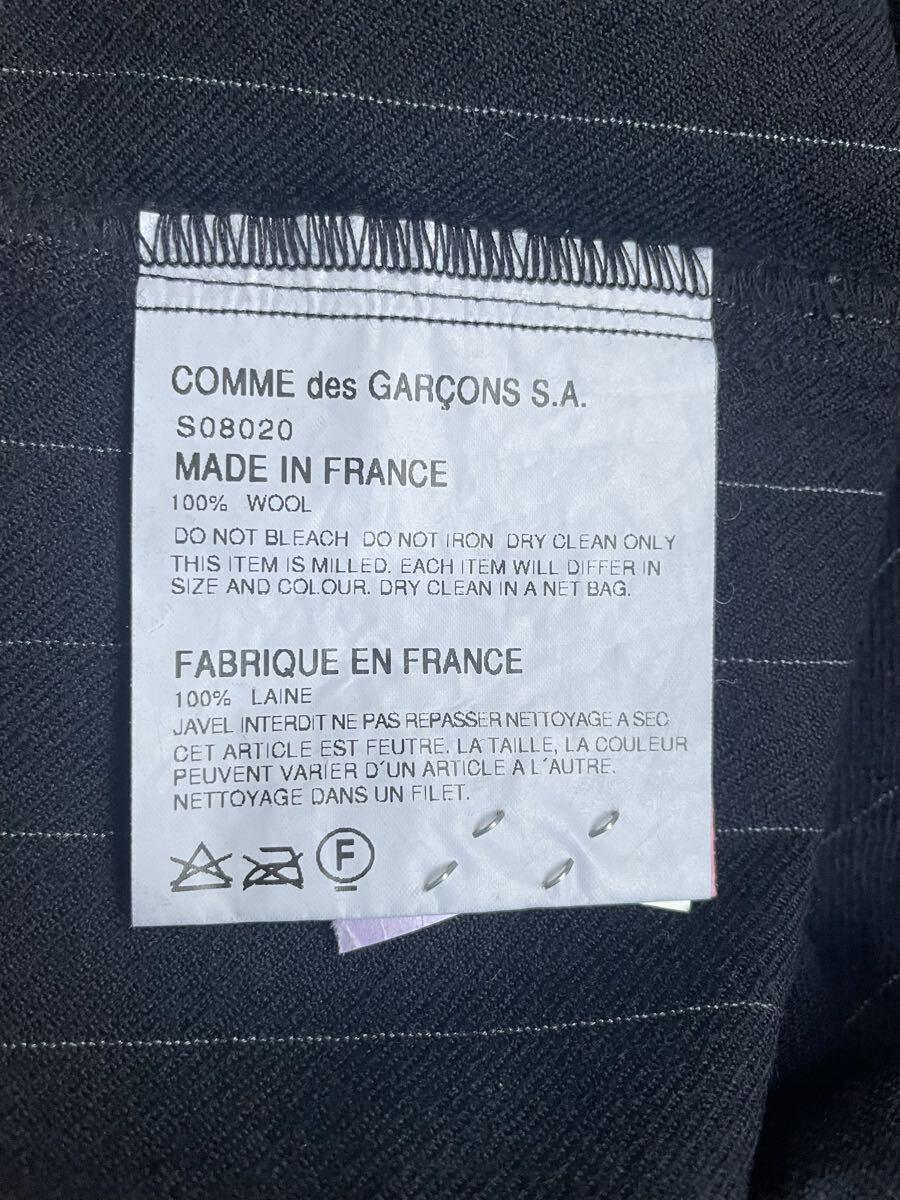 COMME des GARÇONS S.A.
S08020
MADE IN FRANCE
100% WOOL
DO NOT BLEACH DO NOT IRON DRY CLEAN ONLY
THIS ITEM IS MILLED. EACH ITEM WILL DIFFER IN
SIZE AND COLOUR. DRY CLEAN IN A NET BAG.
FABRIQUE EN FRANCE
100% LAINE
JAVEL INTERDIT NE PAS REPASSER NETTOYAGE A SEC
CET ARTICLE EST FEUTRE. LA TAILLE, LA COULEUR
PEUVENT VARIER D´UN ARTICLE A L´AUTRE.
NETTOYAGE DANS UN FILET.
F